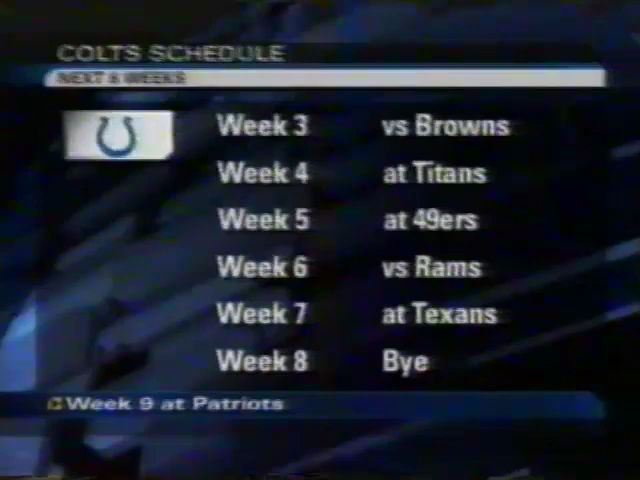 COLTS SCHEDULE
NEXT 6 WEEKS
Week 3 vs Browns
Week 4 at Titans
Week 5 at 49ers
Week 6 vs Rams
Week 7 at Texans
Week 8 Bye
Week 9 at Patriots